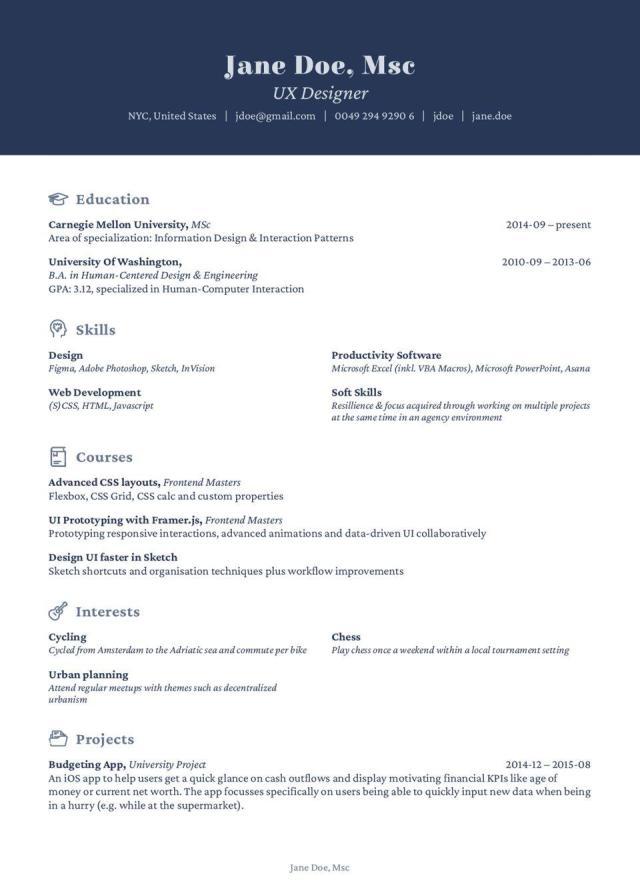 Jane Doe, Msc
UX Designer
NYC, United States | jdoe@gmail.com | 0049 294 9290 6 | jdoe | jane.doe
Education
Carnegie Mellon University, MSc 2014-09 – present
Area of specialization: Information Design & Interaction Patterns
University Of Washington, 2010-09 – 2013-06
B.A. in Human-Centered Design & Engineering
GPA: 3.12, specialized in Human-Computer Interaction
Skills
Design
Figma, Adobe Photoshop, Sketch, InVision
Productivity Software
Microsoft Excel (inkl. VBA Macros), Microsoft PowerPoint, Asana
Web Development
(S)CSS, HTML, Javascript
Soft Skills
Resillience & focus acquired through working on multiple projects
at the same time in an agency environment
Courses
Advanced CSS layouts, Frontend Masters
Flexbox, CSS Grid, CSS calc and custom properties
UI Prototyping with Framer.js, Frontend Masters
Prototyping responsive interactions, advanced animations and data-driven UI collaboratively
Design UI faster in Sketch
Sketch shortcuts and organisation techniques plus workflow improvements
Interests
Cycling
Cycled from Amsterdam to the Adriatic sea and commute per bike
Chess
Play chess once a weekend within a local tournament setting
Urban planning
Attend regular meetups with themes such as decentralized
urbanism
Projects
Budgeting App, University Project 2014-12 – 2015-08
An iOS app to help users get a quick glance on cash outflows and display motivating financial KPIs like age of
money or current net worth. The app focusses specifically on users being able to quickly input new data when being
in a hurry (e.g. while at the supermarket).
Jane Doe, Msc